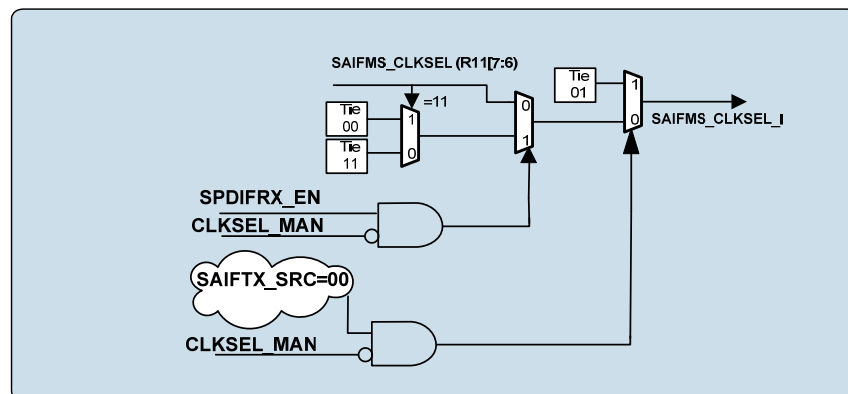 SAIFMS_CLKSEL (R11[7:6)
Tie
01
1
0
SAIFMS_CLKSEL_I
=11
Tie
00
1
0
Tie
11
0
1
SPDIFRX_EN
CLKSEL_MAN
SAIFTX_SRC=00
CLKSEL_MAN